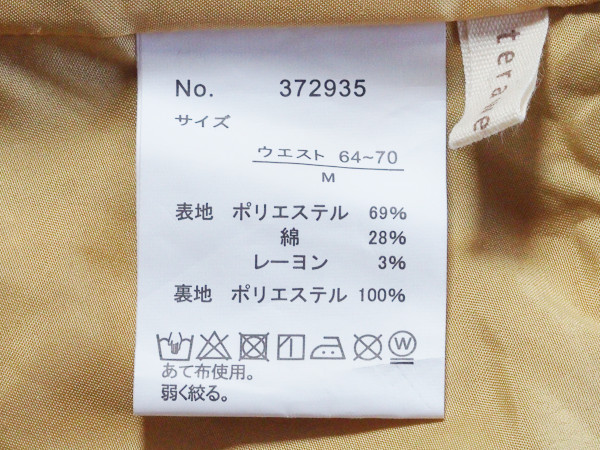 No. 372935
サイズ
ウエスト 64~70
M
表地 ポリエステル 69%
綿 28%
レーヨン 3%
裏地 ポリエステル 100%
W
あて布使用。
弱く絞る。